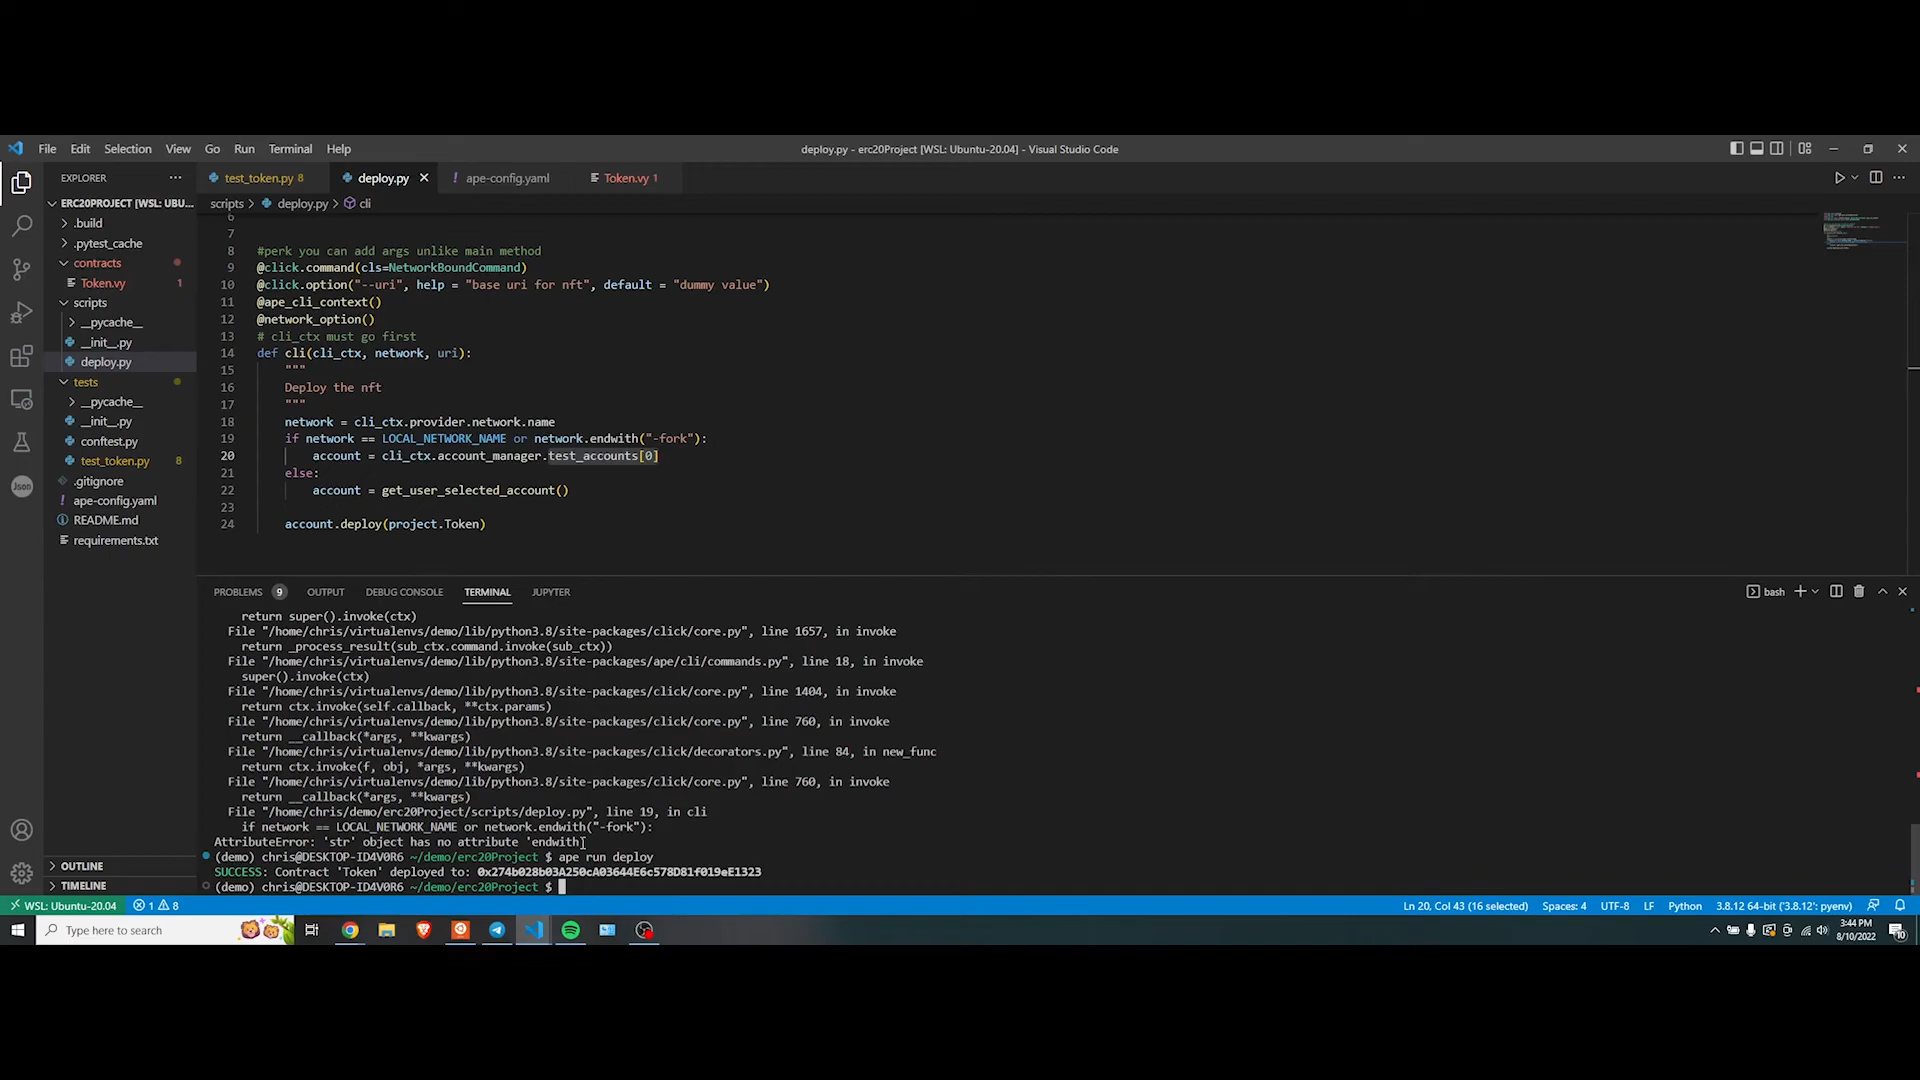 File Edit Selection View Go Run Terminal Help
deploy.py - erc20Project [WSL: Ubuntu-20.04] - Visual Studio Code
EXPLORER
test_token.py 8
deploy.py
ape-config.yaml
Token.vy 1
ERC20PROJECT [WSL: UBU...
scripts > deploy.py > cli
.build
.pytest_cache
contracts
Token.vy 1
scripts
__pycache__
__init__.py
deploy.py
tests
__pycache__
__init__.py
conftest.py
test_token.py 8
.gitignore
ape-config.yaml
README.md
requirements.txt
Json
OUTLINE
TIMELINE
6
7
8 #perk you can add args unlike main method
9 @click.command(cls=NetworkBoundCommand)
10 @click.option("--uri", help = "base uri for nft", default = "dummy value")
11 @ape_cli_context()
12 @network_option()
13 # cli_ctx must go first
14 def cli(cli_ctx, network, uri):
15 """
16 Deploy the nft
17 """
18 network = cli_ctx.provider.network.name
19 if network == LOCAL_NETWORK_NAME or network.endwith("-fork"):
20 account = cli_ctx.account_manager.test_accounts[0]
21 else:
22 account = get_user_selected_account()
23
24 account.deploy(project.Token)
PROBLEMS 9 OUTPUT DEBUG CONSOLE TERMINAL JUPYTER
bash
return super().invoke(ctx)
File "/home/chris/virtualenvs/demo/lib/python3.8/site-packages/click/core.py", line 1657, in invoke
return _process_result(sub_ctx.command.invoke(sub_ctx))
File "/home/chris/virtualenvs/demo/lib/python3.8/site-packages/ape/cli/commands.py", line 18, in invoke
super().invoke(ctx)
File "/home/chris/virtualenvs/demo/lib/python3.8/site-packages/click/core.py", line 1404, in invoke
return ctx.invoke(self.callback, **ctx.params)
File "/home/chris/virtualenvs/demo/lib/python3.8/site-packages/click/core.py", line 760, in invoke
return __callback(*args, **kwargs)
File "/home/chris/virtualenvs/demo/lib/python3.8/site-packages/click/decorators.py", line 84, in new_func
return ctx.invoke(f, obj, *args, **kwargs)
File "/home/chris/virtualenvs/demo/lib/python3.8/site-packages/click/core.py", line 760, in invoke
return __callback(*args, **kwargs)
File "/home/chris/demo/erc20Project/scripts/deploy.py", line 19, in cli
if network == LOCAL_NETWORK_NAME or network.endwith("-fork"):
AttributeError: 'str' object has no attribute 'endwith'
(demo) chris@DESKTOP-ID4V0R6 ~/demo/erc20Project $ ape run deploy
SUCCESS: Contract 'Token' deployed to: 0x274b028b03A250cA03644E6c578D81f019eE1323
(demo) chris@DESKTOP-ID4V0R6 ~/demo/erc20Project $
WSL: Ubuntu-20.04 1 8
Ln 20, Col 43 (16 selected) Spaces: 4 UTF-8 LF Python 3.8.12 64-bit ('3.8.12': pyenv)
Type here to search
3:44 PM
8/10/2022
10